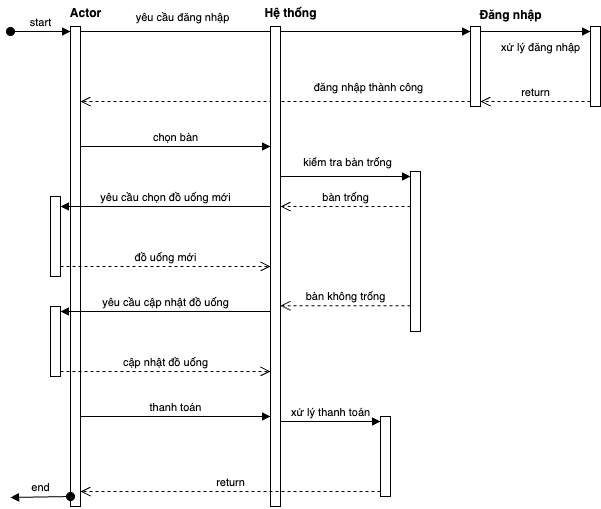 Actor
Hệ thống
Đăng nhập
start
yêu cầu đăng nhập
xử lý đăng nhập
đăng nhập thành công
return
chọn bàn
kiểm tra bàn trống
yêu cầu chọn đồ uống mới
bàn trống
đồ uống mới
yêu cầu cập nhật đồ uống
bàn không trống
cập nhật đồ uống
thanh toán
xử lý thanh toán
return
end